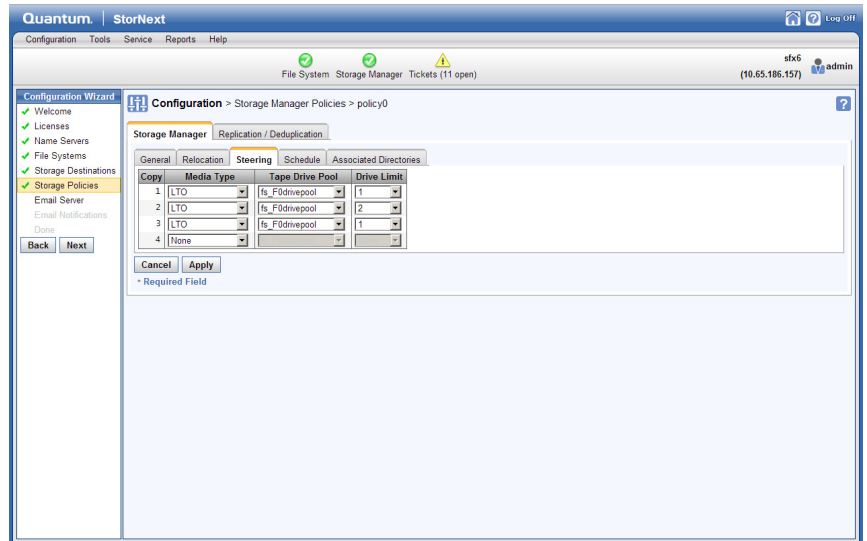 Quantum. StorNext
Log Off
Configuration Tools Service Reports Help
File System Storage Manager Tickets (11 open)
sfx6
(10.65.186.157)
admin
Configuration Wizard
Welcome
Licenses
Name Servers
File Systems
Storage Destinations
Storage Policies
Email Server
Email Notifications
Done
Back Next
Configuration > Storage Manager Policies > policy0
?
Storage Manager Replication / Deduplication
General Relocation Steering Schedule Associated Directories
Copy Media Type Tape Drive Pool Drive Limit
1 LTO fs_F0drivepool 1
2 LTO fs_F0drivepool 2
3 LTO fs_F0drivepool 1
4 None
Cancel Apply
* Required Field